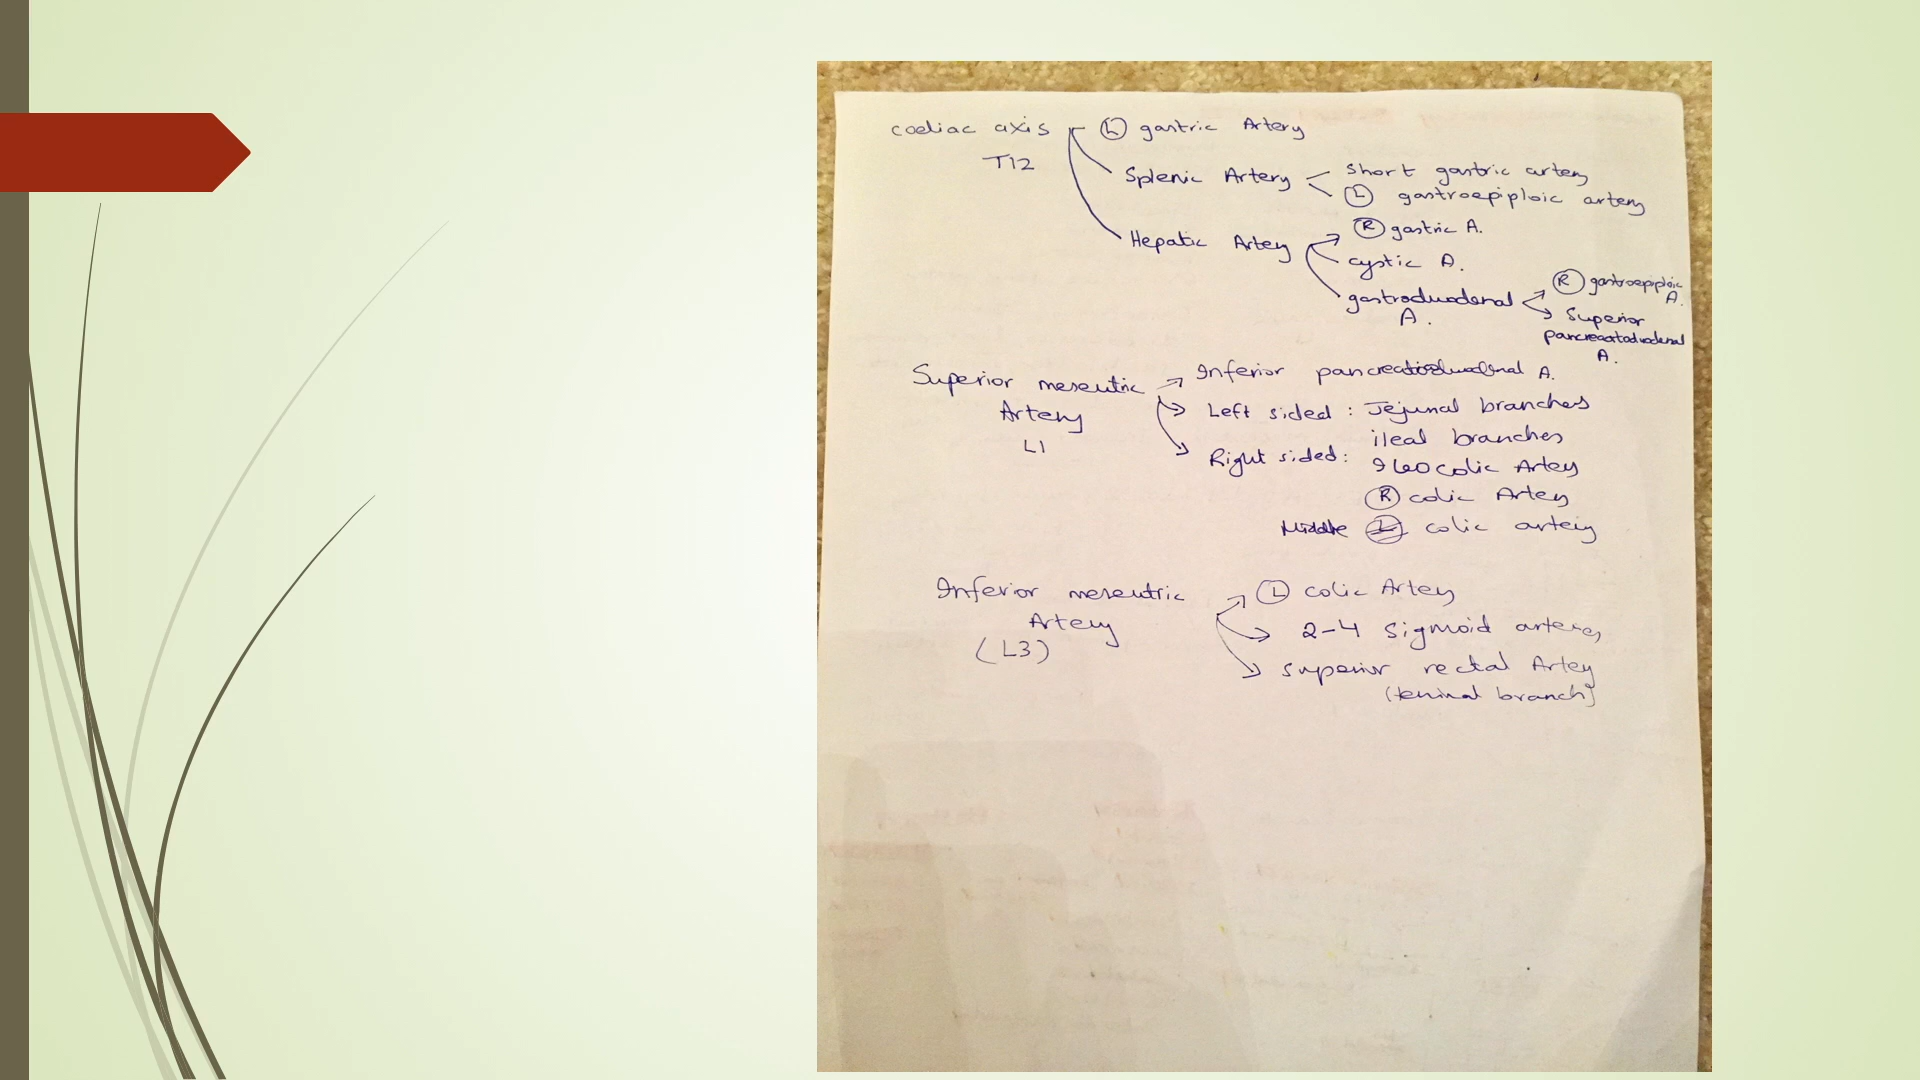 coeliac axis (L) gastric Artery
T12
Splenic Artery short gastric artery
(L) gastroepiploic artery
(R) gastric A.
Hepatic Artery
cystic A.
(R) gastroepiploic
A.
gastroduodenal
A.
Superior
pancreatoduodenal
A.
Superior mesentric Inferior pancreatioduodenal A.
Artery
L1
Left sided : Jejunal branches
ileal branches
Right sided: Ileocolic Artery
(R) colic Artery
Middle colic artery
Inferior mesentric (L) colic Artery
Artery
(L3)
2-4 sigmoid arteries
superior rectal Artery
(terminal branch)